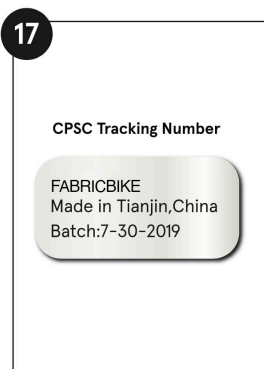 17
CPSC Tracking Number
FABRICBIKE
Made in Tianjin,China
Batch:7-30-2019